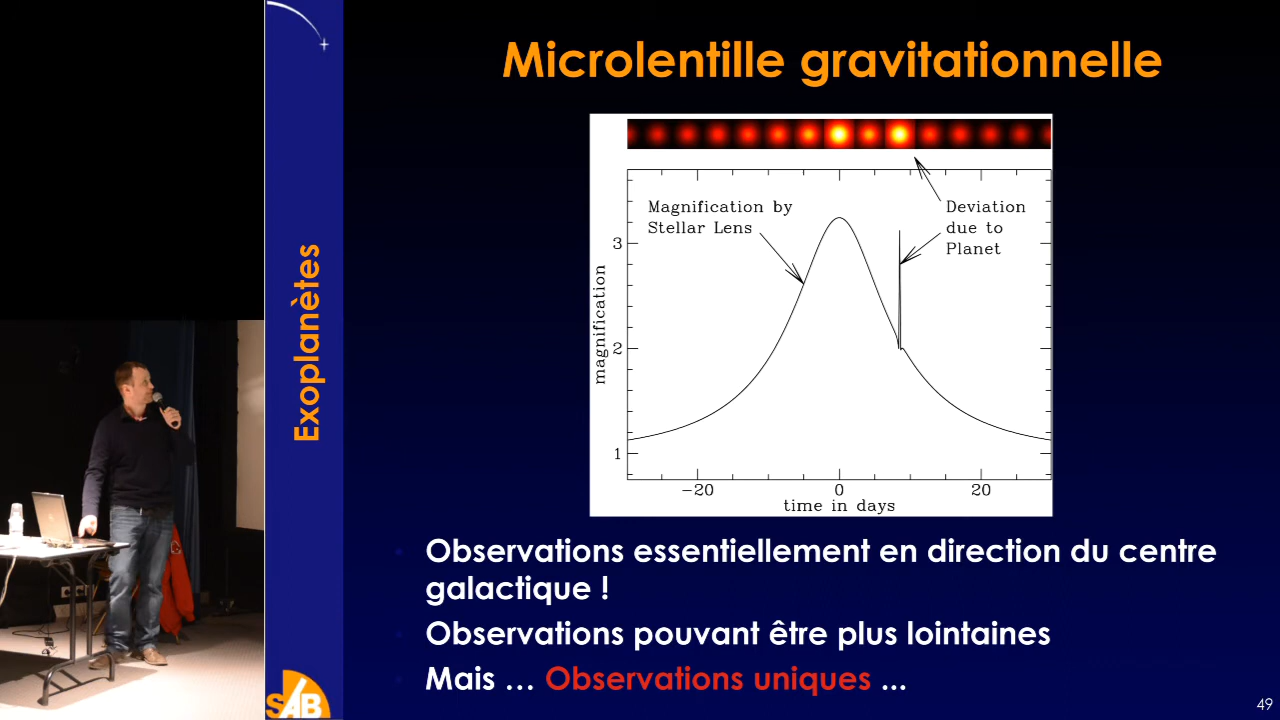 Microlentille gravitationnelle
Exoplanètes
Magnification by
Stellar Lens
Deviation
due to
Planet
magnification
3
2
1
−20
0
20
time in days
Observations essentiellement en direction du centre
galactique !
Observations pouvant être plus lointaines
Mais … Observations uniques ...
SAB
49